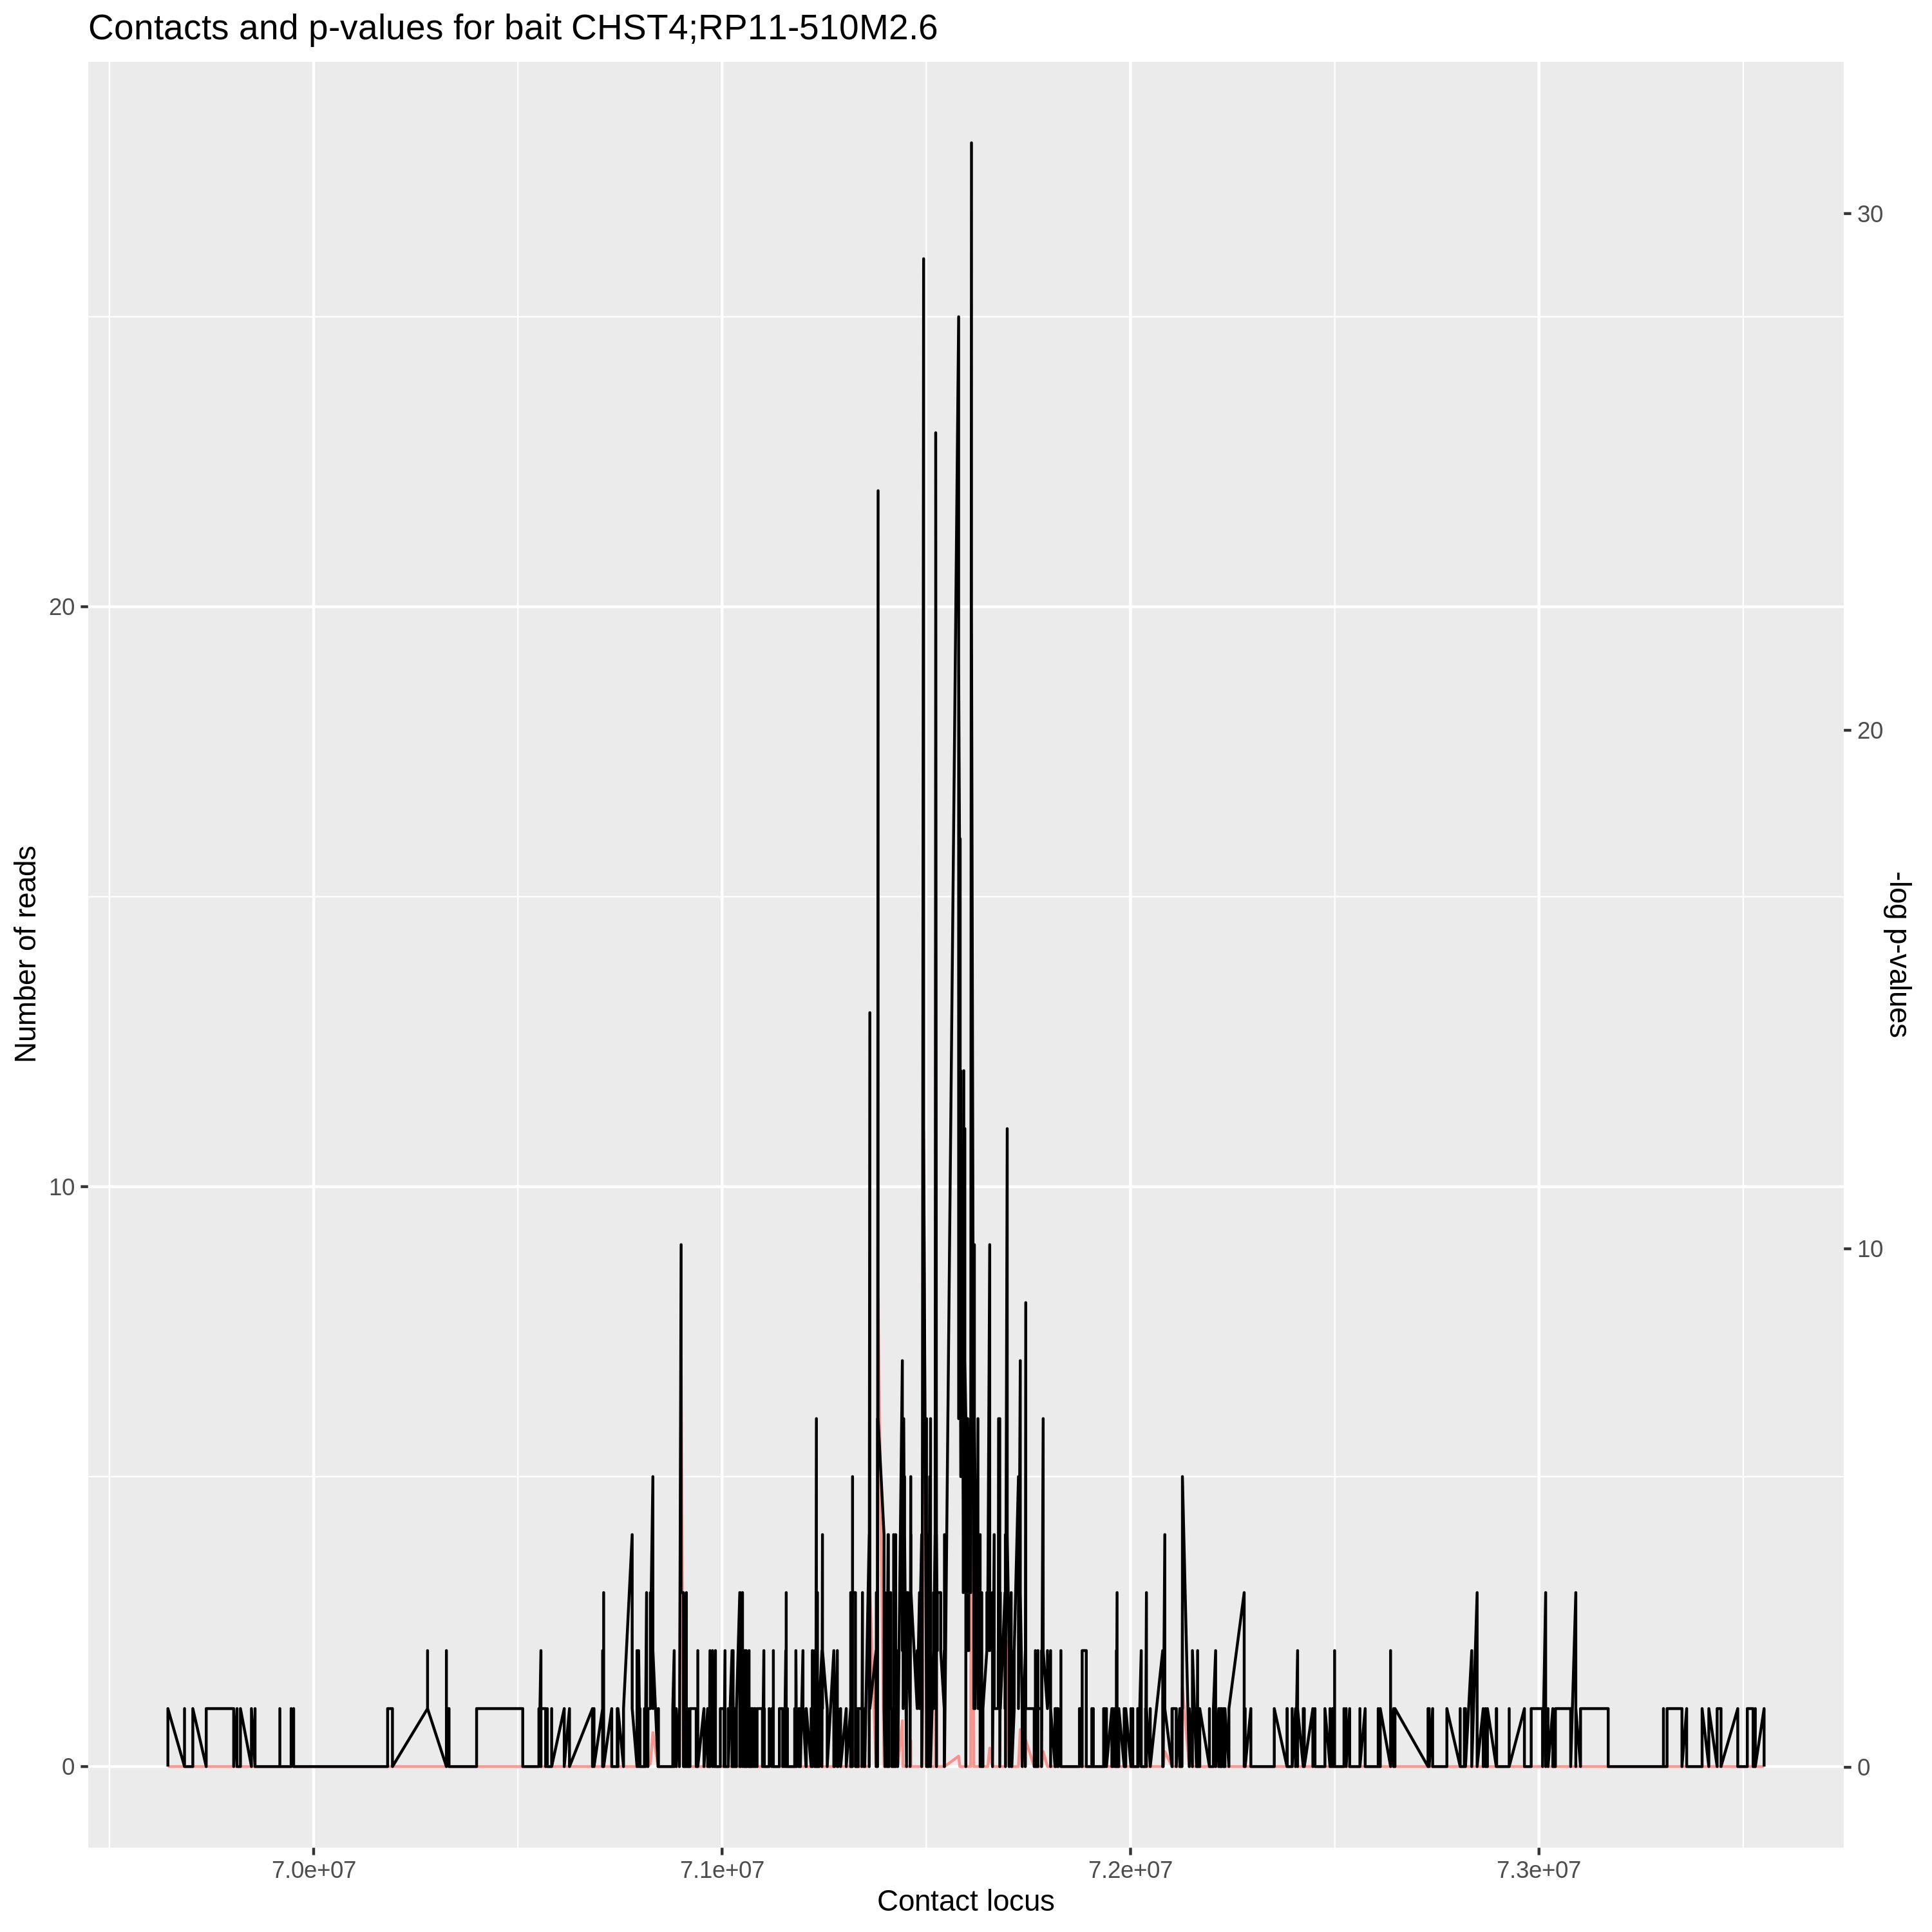 Contacts and p-values for bait CHST4;RP11-510M2.6
30
20
20
10
10
0
0
Number of reads
-log p-values
7.0e+07 7.1e+07 7.2e+07 7.3e+07
Contact locus